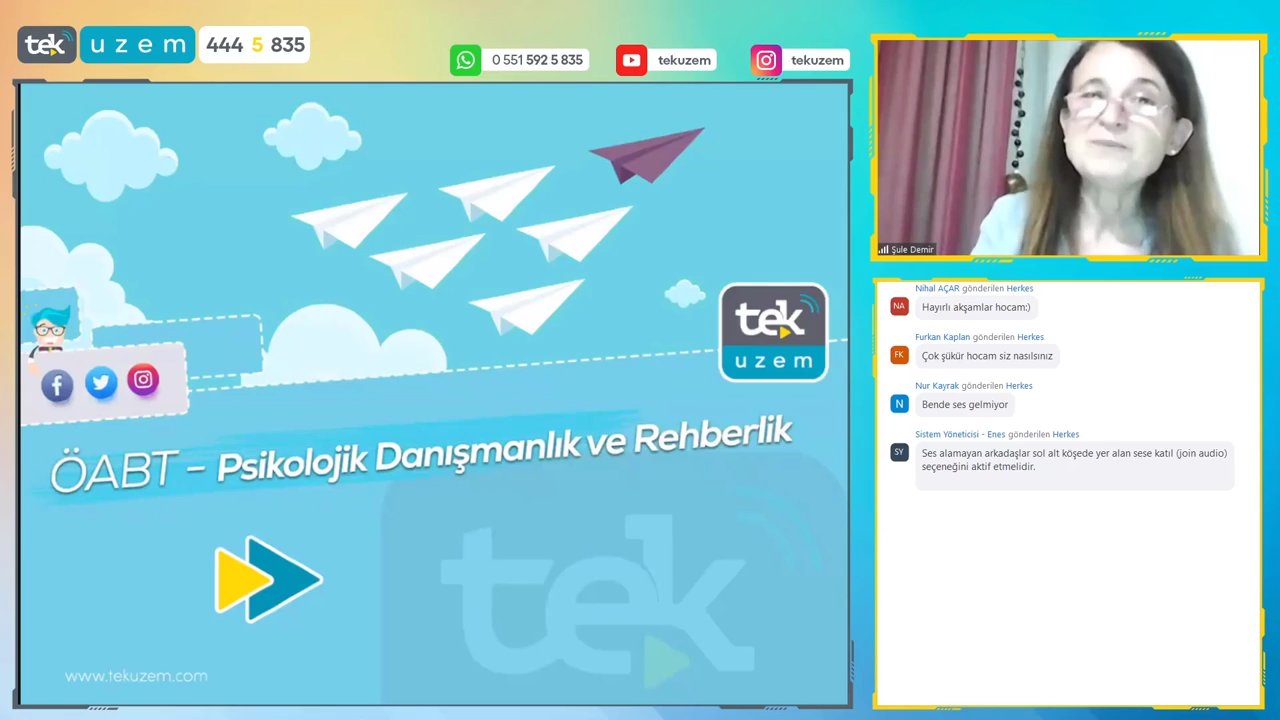 tek
uzem
444 5 835
0 551 592 5 835
tekuzem
tekuzem
tek
uzem
ÖABT - Psikolojik Danışmanlık ve Rehberlik
tek
www.tekuzem.com
Şule Demir
Nihal AÇAR gönderilen Herkes
NA
Hayırlı akşamlar hocam:)
Furkan Kaplan gönderilen Herkes
FK
Çok şükür hocam siz nasılsınız
Nur Kayrak gönderilen Herkes
N
Bende ses gelmiyor
Sistem Yöneticisi - Enes gönderilen Herkes
SY
Ses alamayan arkadaşlar sol alt köşede yer alan sese katıl (join audio)
seçeneğini aktif etmelidir.